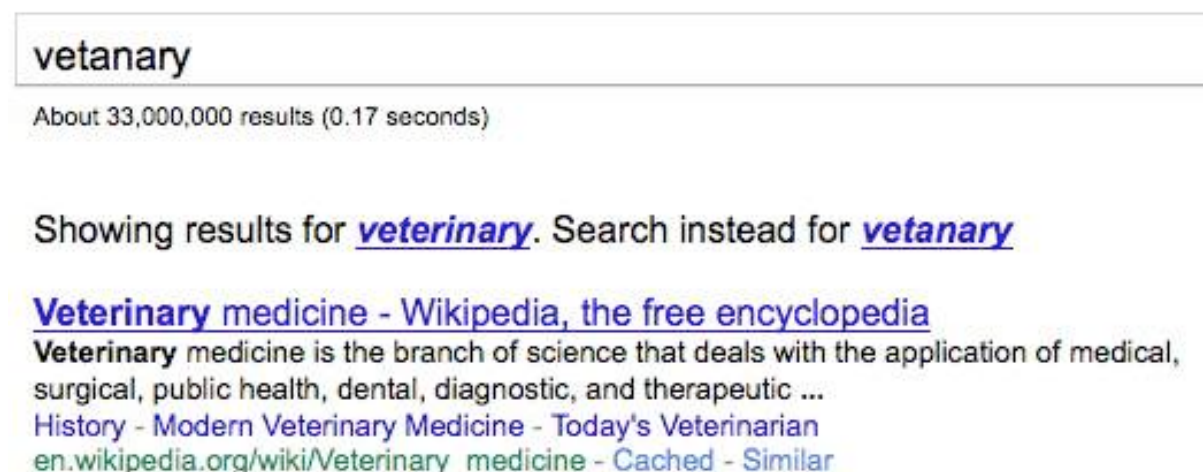 vetanary
About 33,000,000 results (0.17 seconds)
Showing results for veterinary. Search instead for vetanary
Veterinary medicine - Wikipedia, the free encyclopedia
Veterinary medicine is the branch of science that deals with the application of medical,
surgical, public health, dental, diagnostic, and therapeutic ...
History - Modern Veterinary Medicine - Today's Veterinarian
en.wikipedia.org/wiki/Veterinary_medicine - Cached - Similar